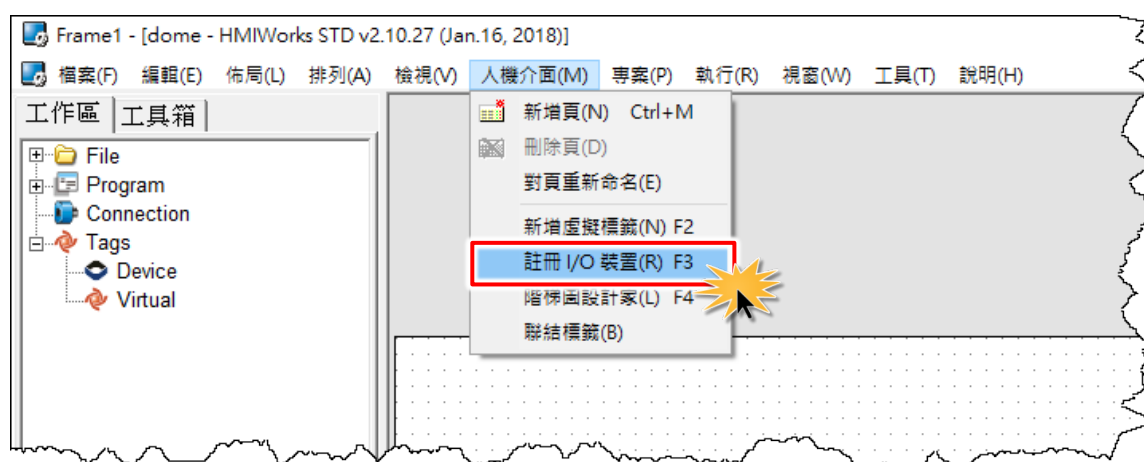 Frame1 - [dome - HMIWorks STD v2.10.27 (Jan.16, 2018)]
檔案(F) 編輯(E) 佈局(L) 排列(A) 檢視(V) 人機介面(M) 專案(P) 執行(R) 視窗(W) 工具(T) 說明(H)
工作區 工具箱
File
Program
Connection
Tags
Device
Virtual
新增頁(N) Ctrl+M
刪除頁(D)
對頁重新命名(E)
新增虛擬標籤(N) F2
註冊 I/O 裝置(R) F3
階梯圖設計家(L) F4
聯結標籤(B)